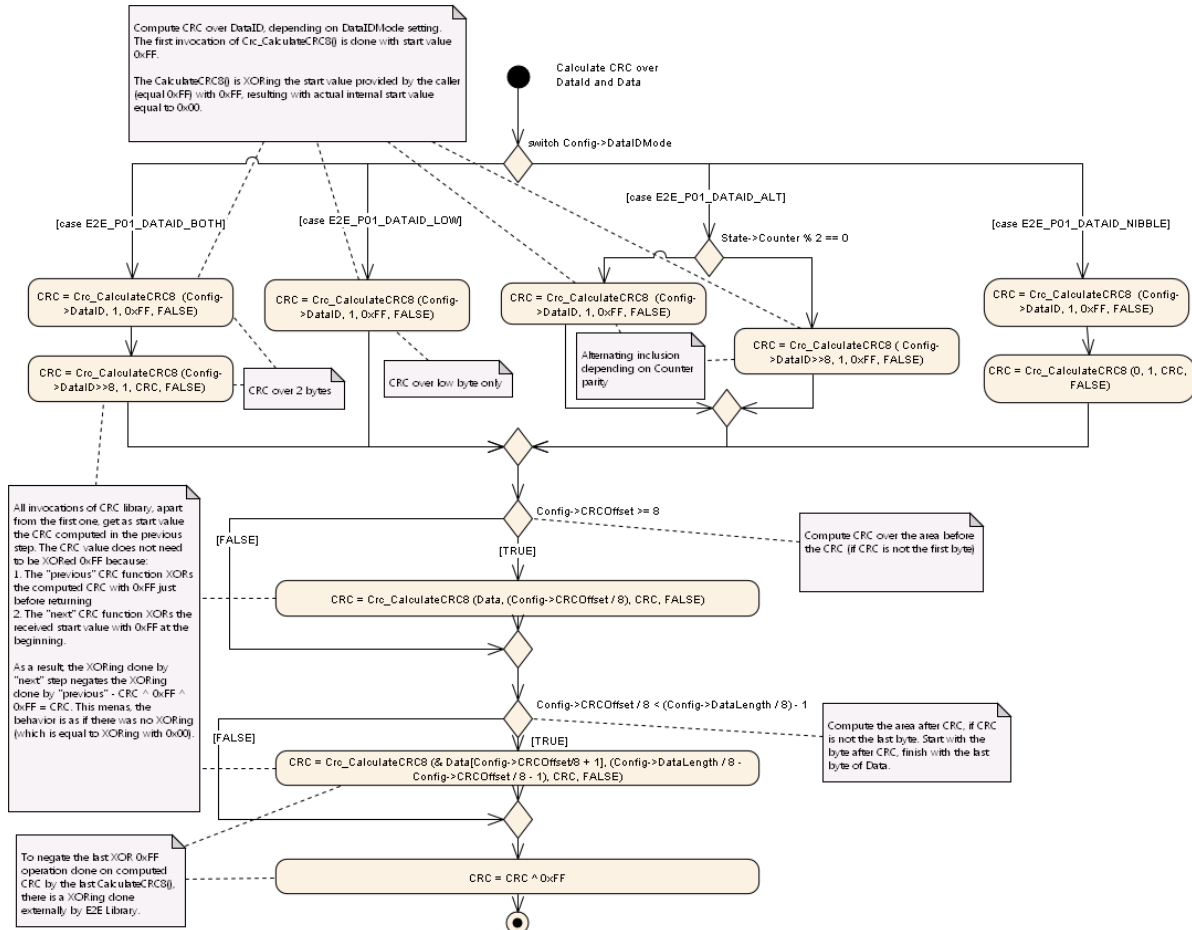 Compute CRC over DataID, depending on DataIDMode setting.
The first invocation of Crc_CalculateCRC8() is done with start value
0xFF.
The CalculateCRC8() is XORing the start value provided by the caller
(equal 0xFF) with 0xFF, resulting with actual internal start value
equal to 0x00.
Calculate CRC over
DataId and Data
switch Config->DataIDMode
[case E2E_P01_DATAID_BOTH]
[case E2E_P01_DATAID_LOW]
[case E2E_P01_DATAID_ALT]
[case E2E_P01_DATAID_NIBBLE]
State->Counter % 2 == 0
CRC = Crc_CalculateCRC8 (Config-
>DataID, 1, 0xFF, FALSE)
CRC = Crc_CalculateCRC8 (Config-
>DataID, 1, 0xFF, FALSE)
CRC = Crc_CalculateCRC8 (Config-
>DataID, 1, 0xFF, FALSE)
CRC = Crc_CalculateCRC8 (Config-
>DataID, 1, 0xFF, FALSE)
CRC = Crc_CalculateCRC8 (Config-
>DataID>>8, 1, CRC, FALSE)
CRC over 2 bytes
CRC over low byte only
Alternating inclusion
depending on Counter
parity
CRC = Crc_CalculateCRC8 ( Config-
>DataID>>8, 1, 0xFF, FALSE)
CRC = Crc_CalculateCRC8 (0, 1, CRC,
FALSE)
All invocations of CRC library, apart
from the first one, get as start value
the CRC computed in the previous
step. The CRC value does not need
to be XORed 0xFF because:
1. The "previous" CRC function XORs
the computed CRC with 0xFF just
before returning
2. The "next" CRC function XORs the
received start value with 0xFF at the
beginning.
As a result, the XORing done by
"next" step negates the XORing
done by "previous" - CRC ^ 0xFF ^
0xFF = CRC. This menas, the
behavior is as if there was no XORing
(which is equal to XORing with 0x00).
Config->CRCOffset >= 8
[FALSE]
[TRUE]
Compute CRC over the area before
the CRC (if CRC is not the first byte)
CRC = Crc_CalculateCRC8 (Data, (Config->CRCOffset / 8), CRC, FALSE)
Config->CRCOffset / 8 < (Config->DataLength / 8) - 1
[FALSE]
[TRUE]
Compute the area after CRC, if CRC
is not the last byte. Start with the
byte after CRC, finish with the last
byte of Data.
CRC = Crc_CalculateCRC8 (& Data[Config->CRCOffset/8 + 1], (Config->DataLength / 8 -
Config->CRCOffset / 8 - 1), CRC, FALSE)
To negate the last XOR 0xFF
operation done on computed
CRC by the last CalculateCRC8(),
there is a XORing done
externally by E2E Library.
CRC = CRC ^ 0xFF